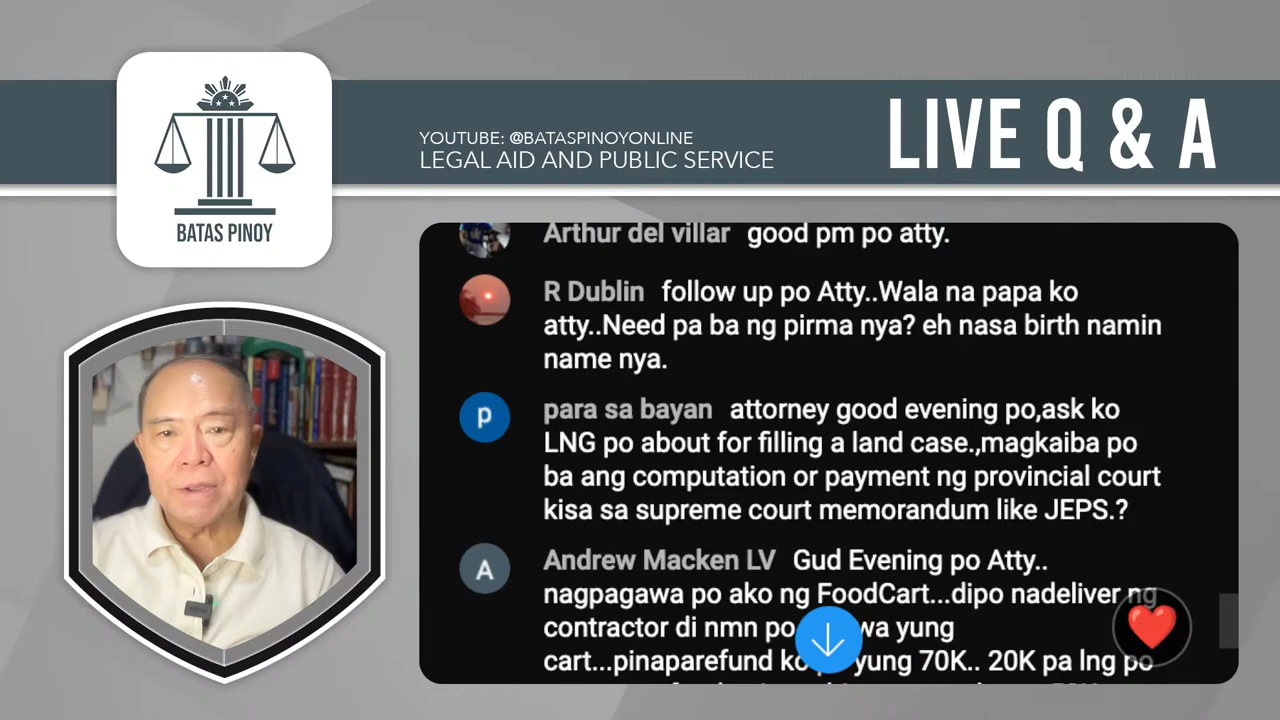 BATAS PINOY
YOUTUBE: @BATASPINOYONLINE
LEGAL AID AND PUBLIC SERVICE
LIVE Q & A
Arthur del villar good pm po atty.
R Dublin follow up po Atty..Wala na papa ko
atty..Need pa ba ng pirma nya? eh nasa birth namin
name nya.
p
para sa bayan attorney good evening po,ask ko
LNG po about for filling a land case.,magkaiba po
ba ang computation or payment ng provincial court
kisa sa supreme court memorandum like JEPS.?
A
Andrew Macken LV Gud Evening po Atty..
nagpagawa po ako ng FoodCart...dipo nadeliver ng
contractor di nmn po yung
cart...pinaparefund ko yung 70K.. 20K pa lng po